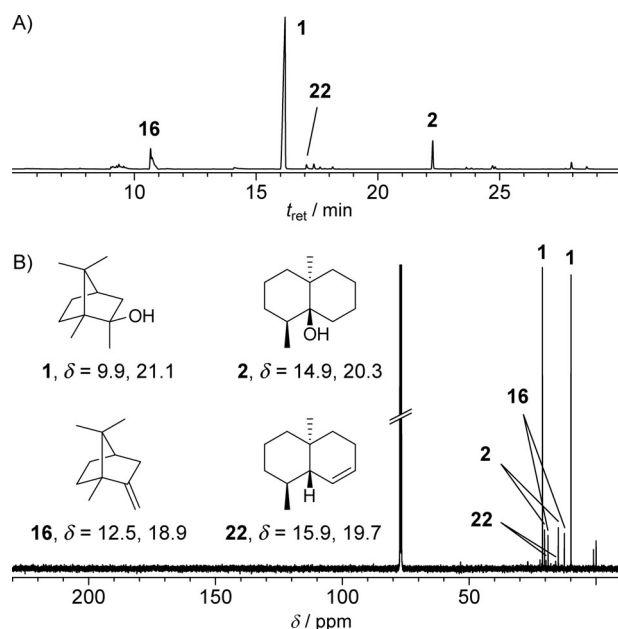 A)
1
22
2
16
10 15 20 25
t_ret / min
B)
1 1
OH
OH
1, δ = 9.9, 21.1 2, δ = 14.9, 20.3
16
2
H
22
16, δ = 12.5, 18.9 22, δ = 15.9, 19.7
200 150 100 50
δ / ppm